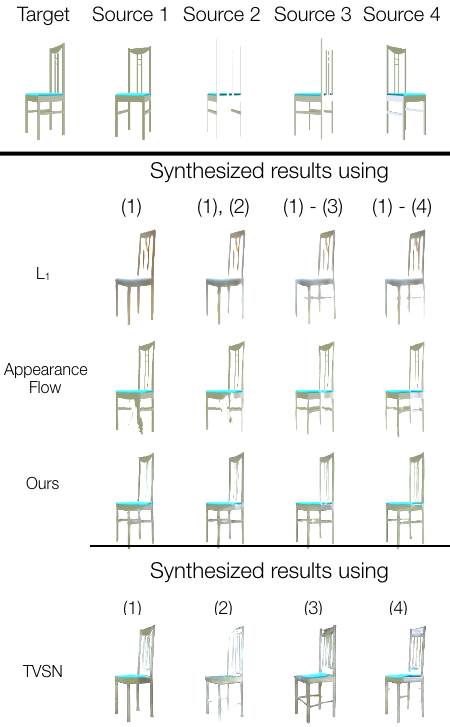 Target Source 1 Source 2 Source 3 Source 4
Synthesized results using
(1) (1), (2) (1) - (3) (1) - (4)
L₁
Appearance
Flow
Ours
Synthesized results using
(1) (2) (3) (4)
TVSN